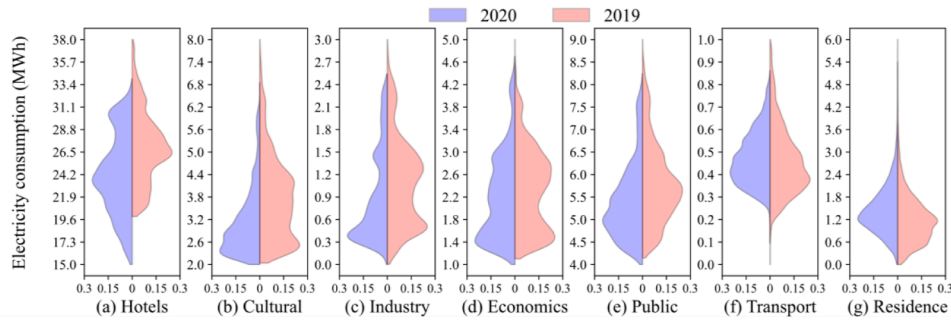 2020 2019
Electricity consumption (MWh)
38.0 35.7 33.4 31.1 28.8 26.5 24.2 21.9 19.6 17.3 15.0
8.0 7.4 6.8 6.2 5.6 5.0 4.4 3.8 3.2 2.6 2.0
3.0 2.7 2.4 2.1 1.8 1.5 1.2 0.9 0.6 0.3 0.0
5.0 4.6 4.2 3.8 3.4 3.0 2.6 2.2 1.8 1.4 1.0
9.0 8.5 8.0 7.5 7.0 6.5 6.0 5.5 5.0 4.5 4.0
1.0 0.9 0.8 0.7 0.6 0.5 0.4 0.3 0.2 0.1 0.0
6.0 5.4 4.8 4.2 3.6 3.0 2.4 1.8 1.2 0.6 0.0
0.3 0.15 0 0.15 0.3 0.15 0 0.15 0.3 0.15 0 0.15 0.3 0.15 0 0.15 0.3 0.15 0 0.15 0.3 0.15 0 0.15 0.3 0.15 0 0.15 0.3
(a) Hotels (b) Cultural (c) Industry (d) Economics (e) Public (f) Transport (g) Residence